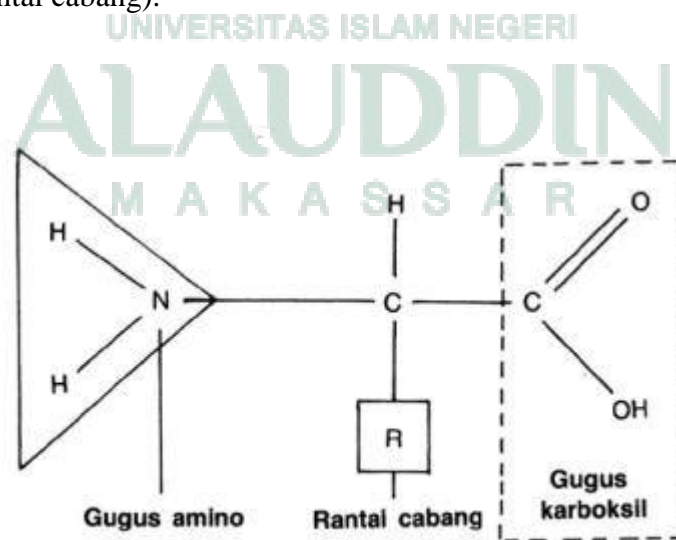 ntai cabang).
UNIVERSITAS ISLAM NEGERI
ALAUDDIN
MAKASSAR
H
H
O
N
C
C
H
R
OH
Gugus amino
Rantai cabang
Gugus
karboksil